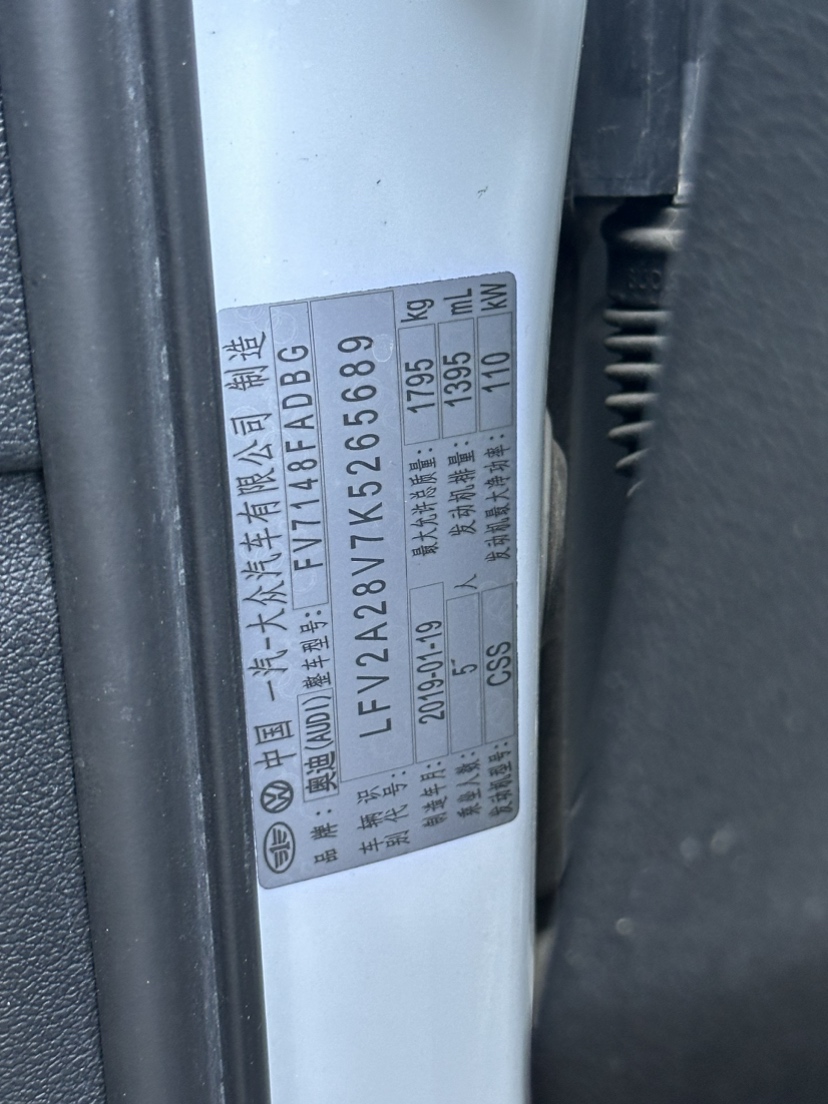 中国 一汽-大众汽车有限公司 制造
品牌: 奥迪(AUDI) 整车型号: FV7148FADBG
车辆识别代号: LFV2A28V7K5265689
制造年月: 2019-01-19 最大允许总质量: 1795 kg
乘坐人数: 5 人 发动机排量: 1395 mL
发动机型号: CSS 发动机最大净功率: 110 kW